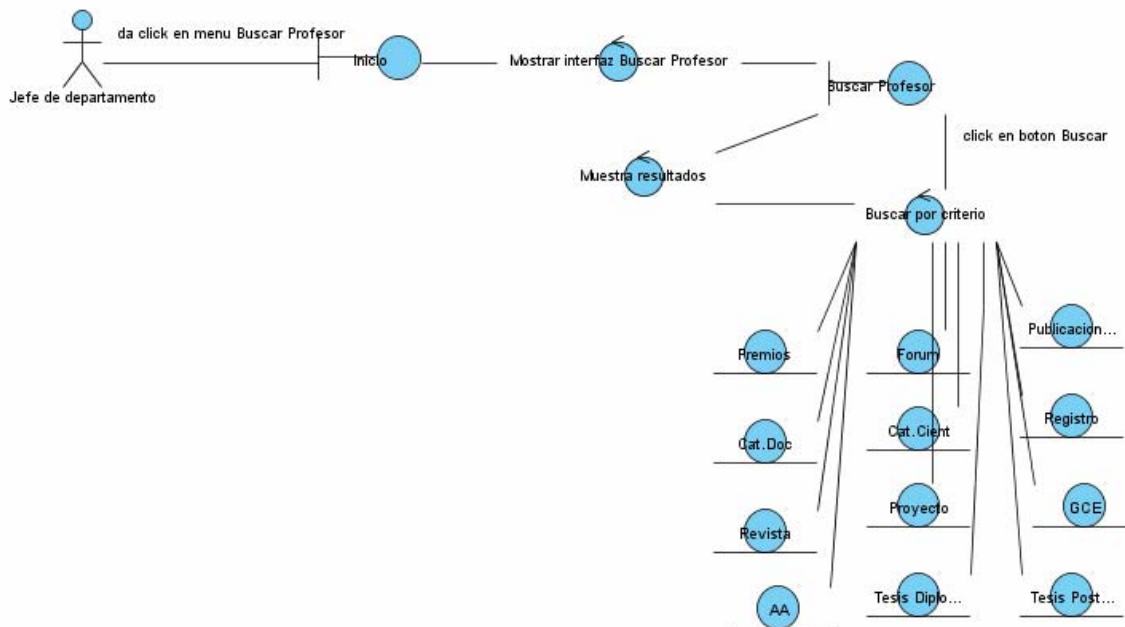 da click en menu Buscar Profesor
Inicio
Mostrar interfaz Buscar Profesor
Jefe de departamento
Buscar Profesor
click en boton Buscar
Muestra resultados
Buscar por criterio
Premios
Forum
Publicacion...
Cat.Doc
Cat.Cient
Registro
Revista
Proyecto
GCE
AA
Tesis Diplo...
Tesis Post...